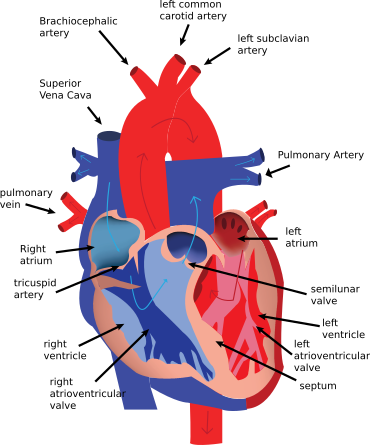 left common
carotid artery
Brachiocephalic
artery
left subclavian
artery
Superior
Vena Cava
Pulmonary Artery
pulmonary
vein
left
atrium
Right
atrium
tricuspid
artery
semilunar
valve
left
ventricle
right
ventricle
left
atrioventricular
valve
right
atrioventricular
valve
septum